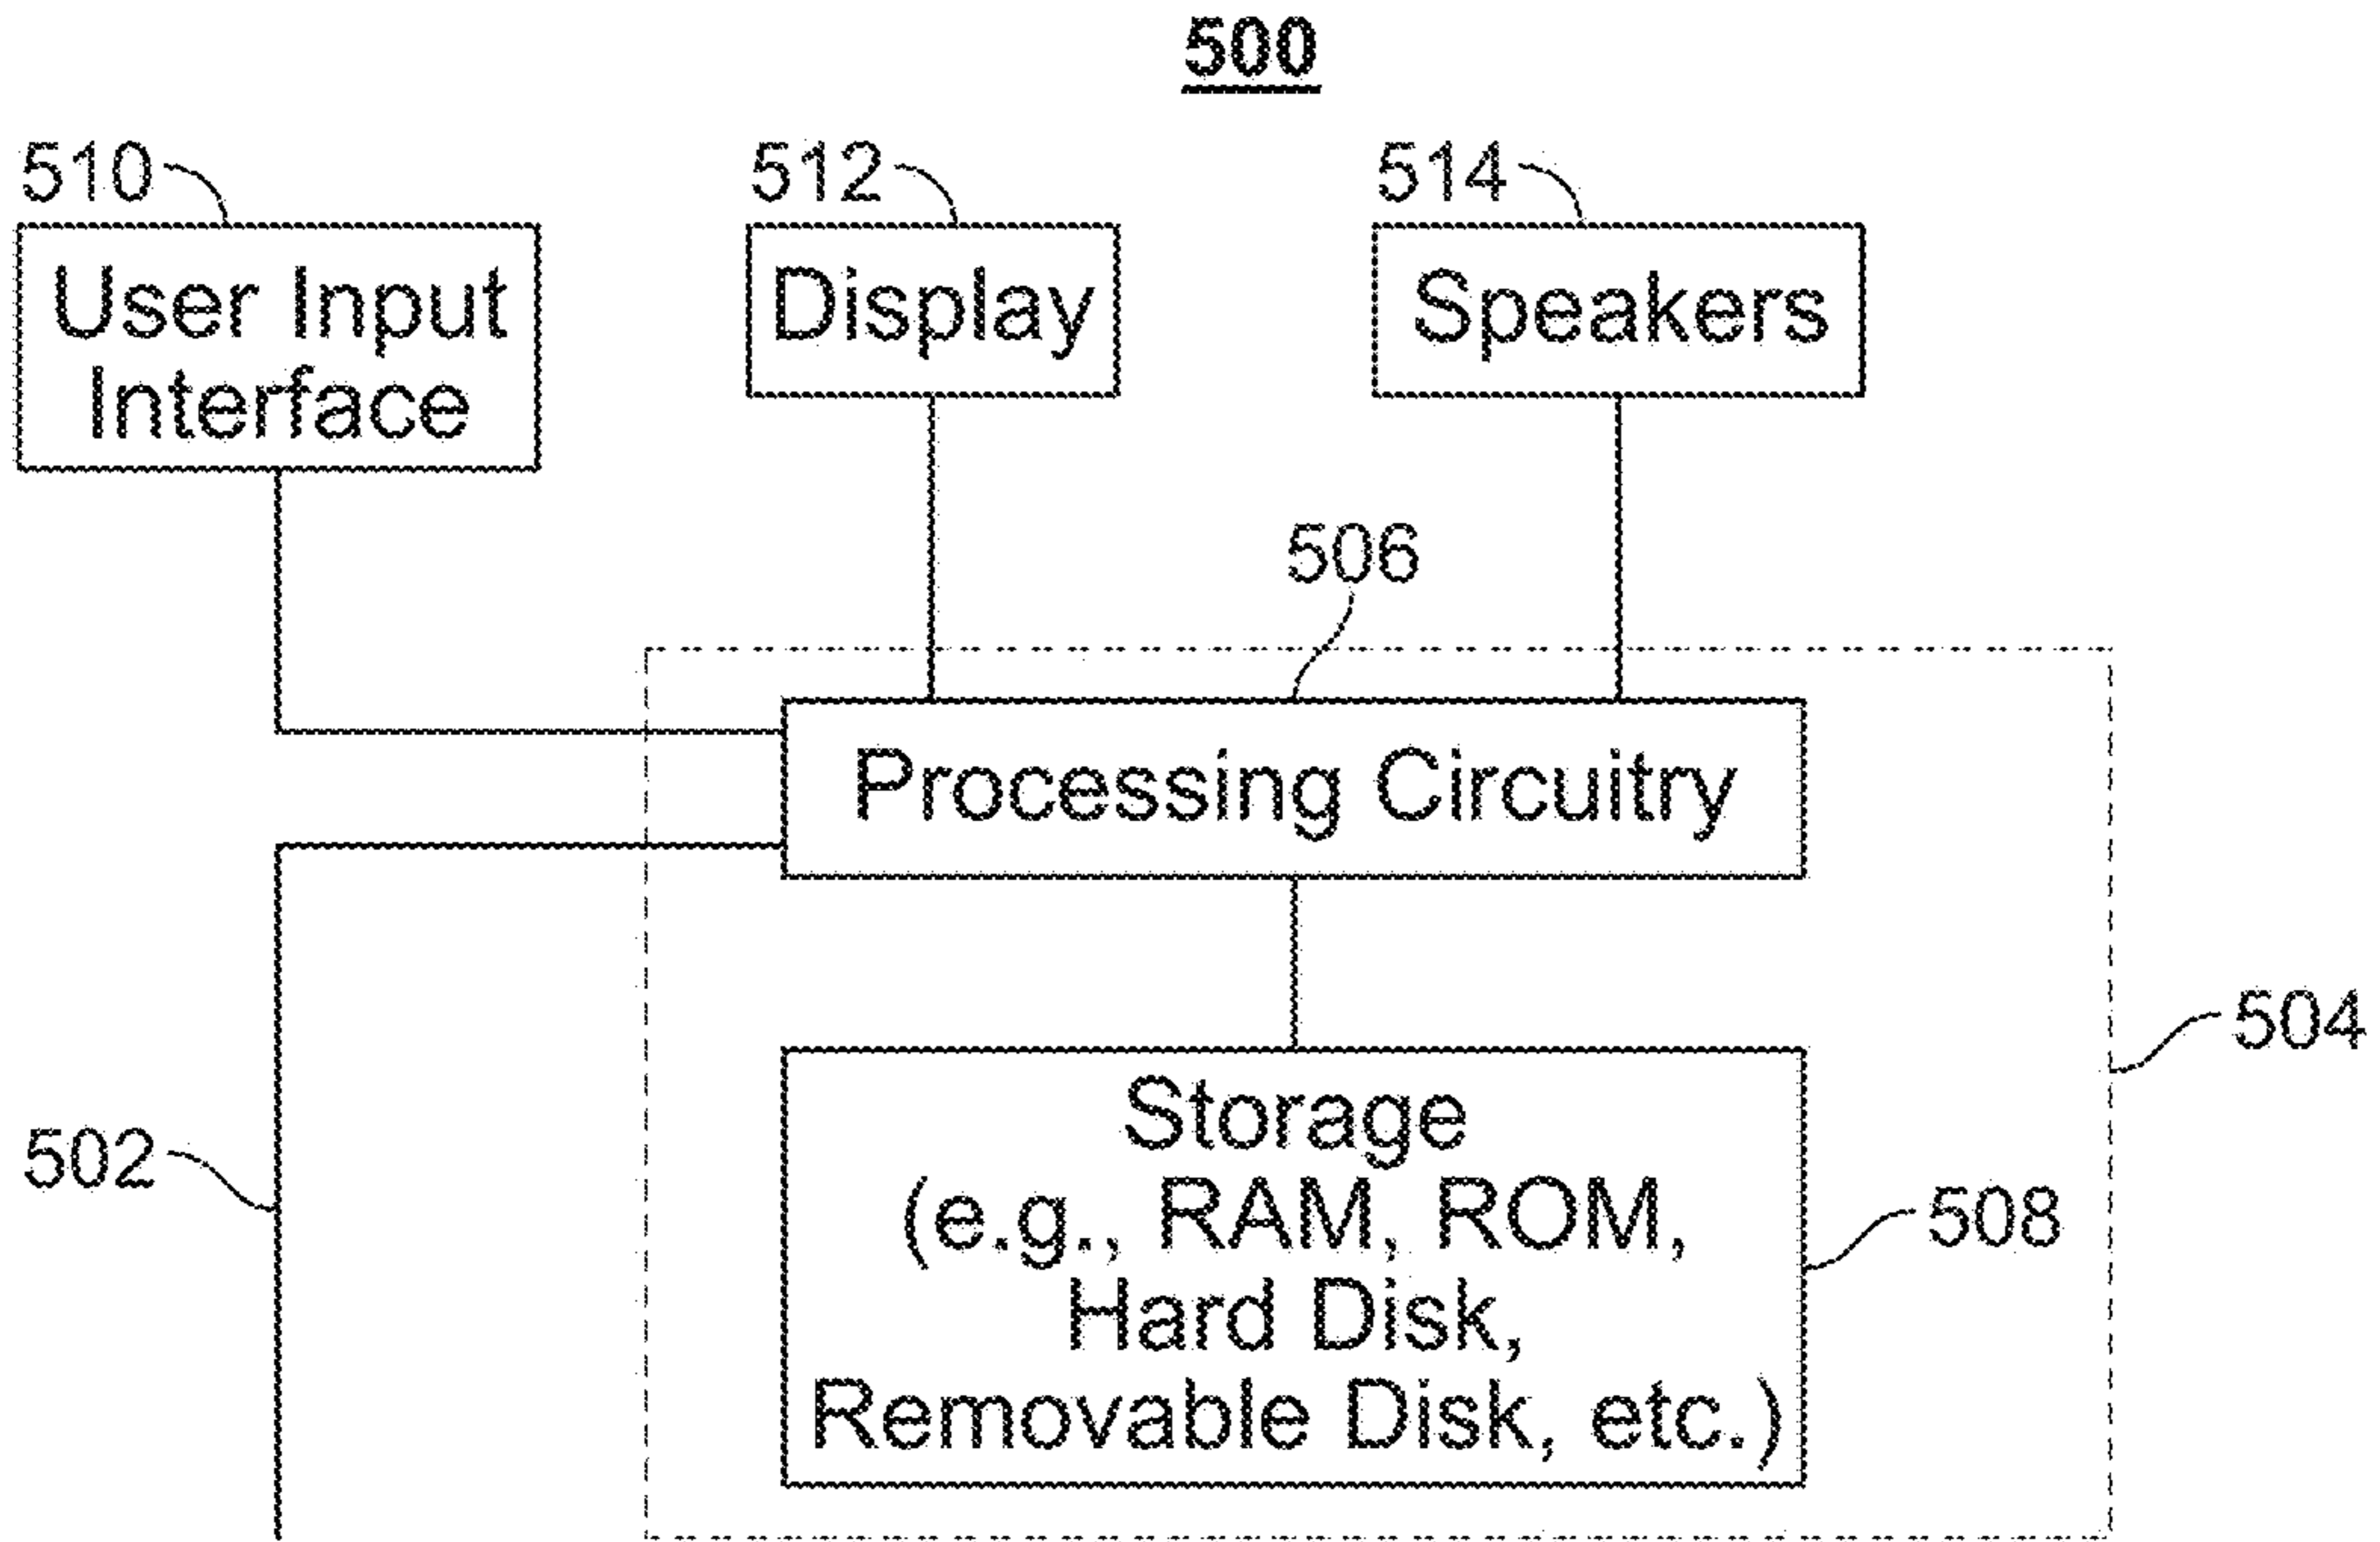 500
510
512
514
User Input
Interface
Display
Speakers
506
Processing Circuitry
504
502
Storage
(e.g., RAM, ROM,
Hard Disk,
Removable Disk, etc.)
508